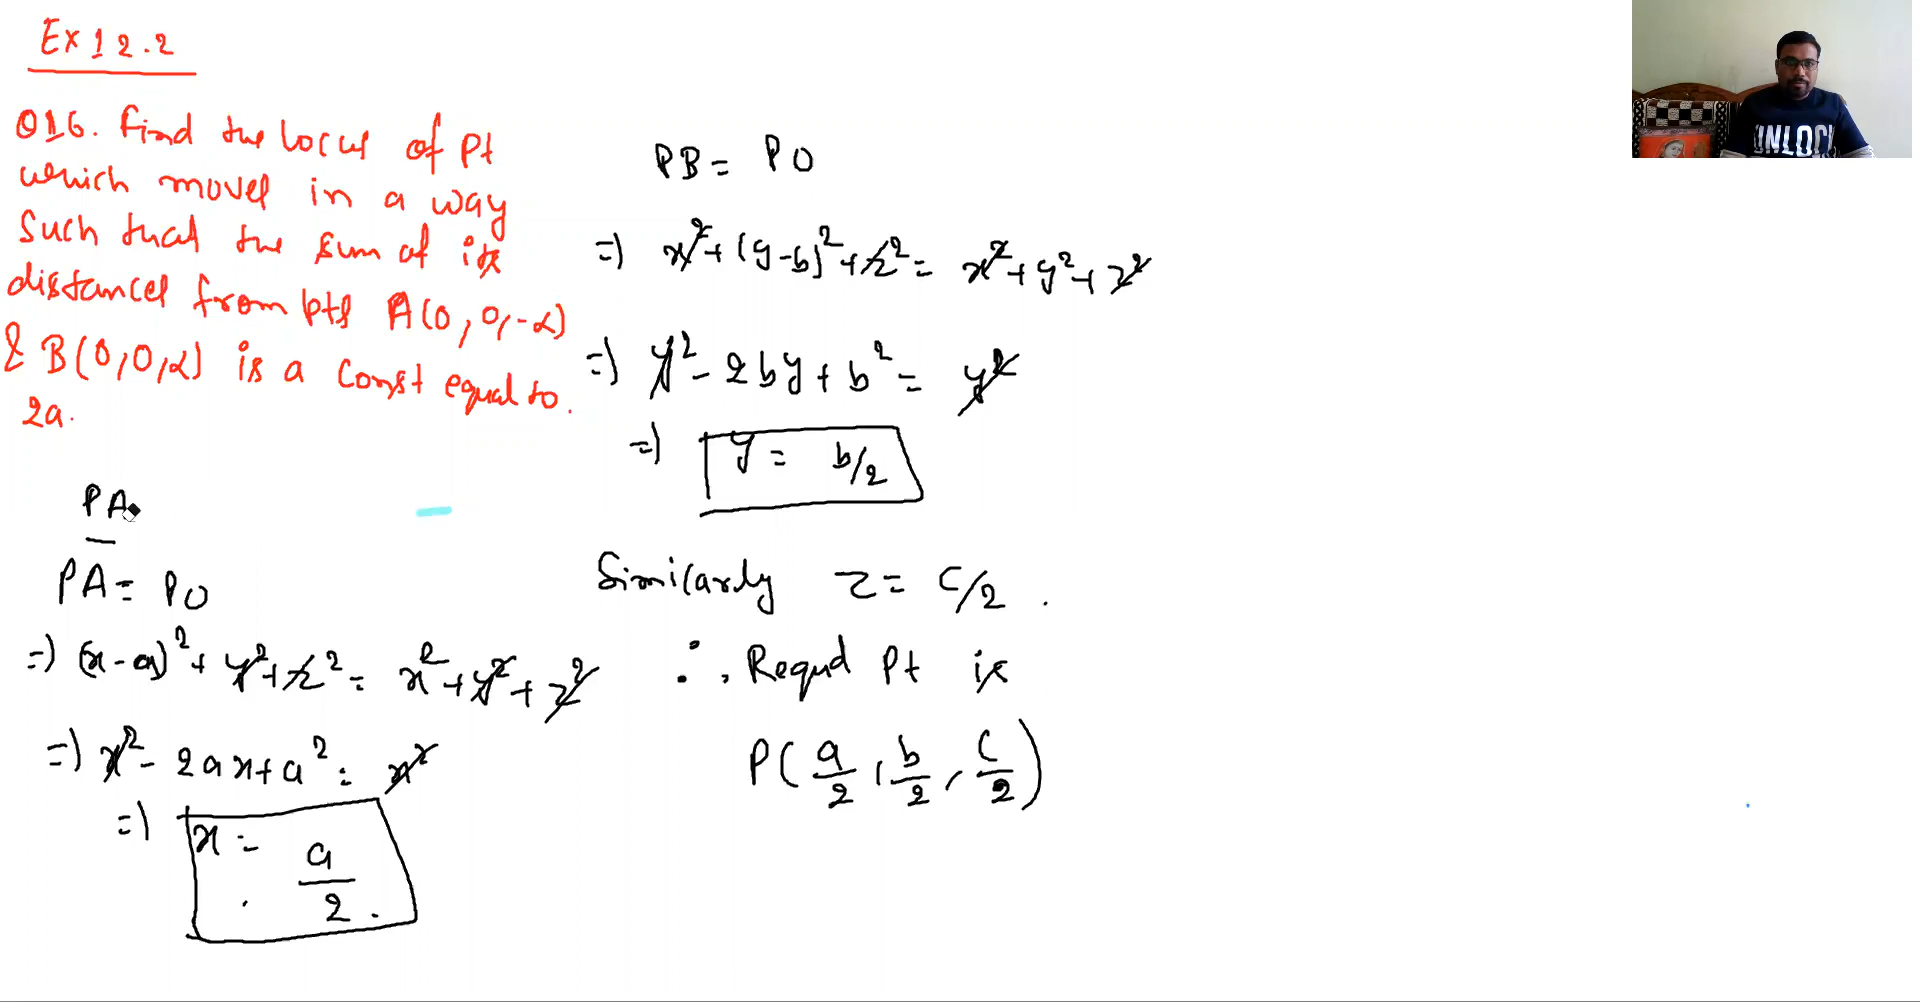 Ex 12.2
Q16. Find the locus of Pt
which moves in a way
Such that the sum of its
distances from pts A(0,0,-α)
& B(0,0,α) is a const equal to
2a.
PA
PA = PO
=) (x-a)²+y²+z² = x²+y²+z²
=) x²-2ax+a² = x²
=) x = a/2.
PB = PO
=) x²+(y-b)²+z² = x²+y²+z²
=) y²-2by+b² = y²
=) y = b/2
Similarly z = c/2.
∴, Requd Pt is
P(a/2, b/2, c/2)
UNLOC